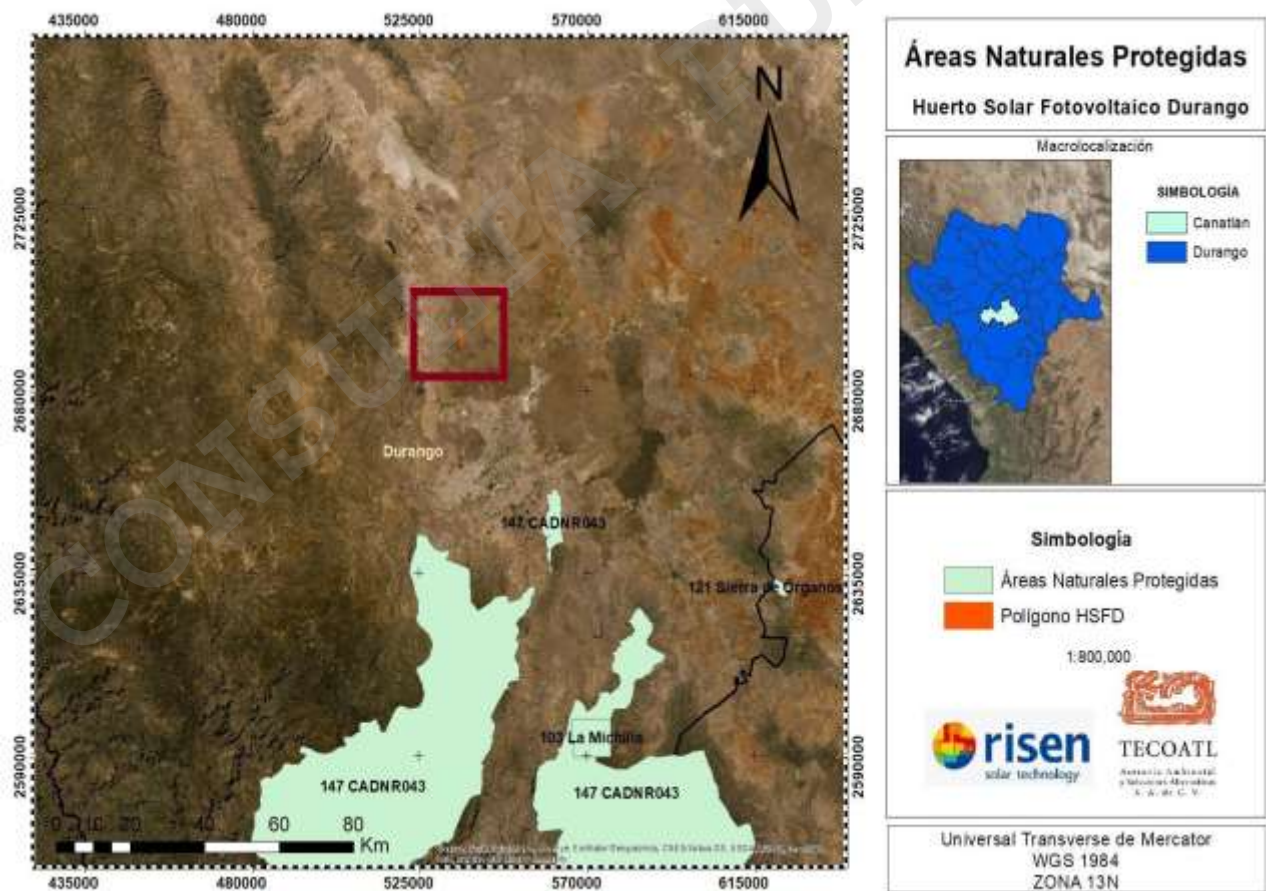 435000 480000 525000 570000 615000
2725000
2680000
2635000
2590000
N
Durango
147 CADNR043
121 Sierra de Organos
103 La Michilia
147 CADNR043
147 CADNR043
0 10 20 40 60 80
Km
2725000
2680000
2635000
2590000
435000 480000 525000 570000 615000
CONSULTA
Áreas Naturales Protegidas
Huerto Solar Fotovoltaico Durango
Macrolocalización
SIMBOLOGÍA
Canatlán
Durango
Simbología
Áreas Naturales Protegidas
Polígono HSFD
1:800,000
risen
solar technology
TECOATL
S. A. de C. V.
Universal Transverse de Mercator
WGS 1984
ZONA 13N